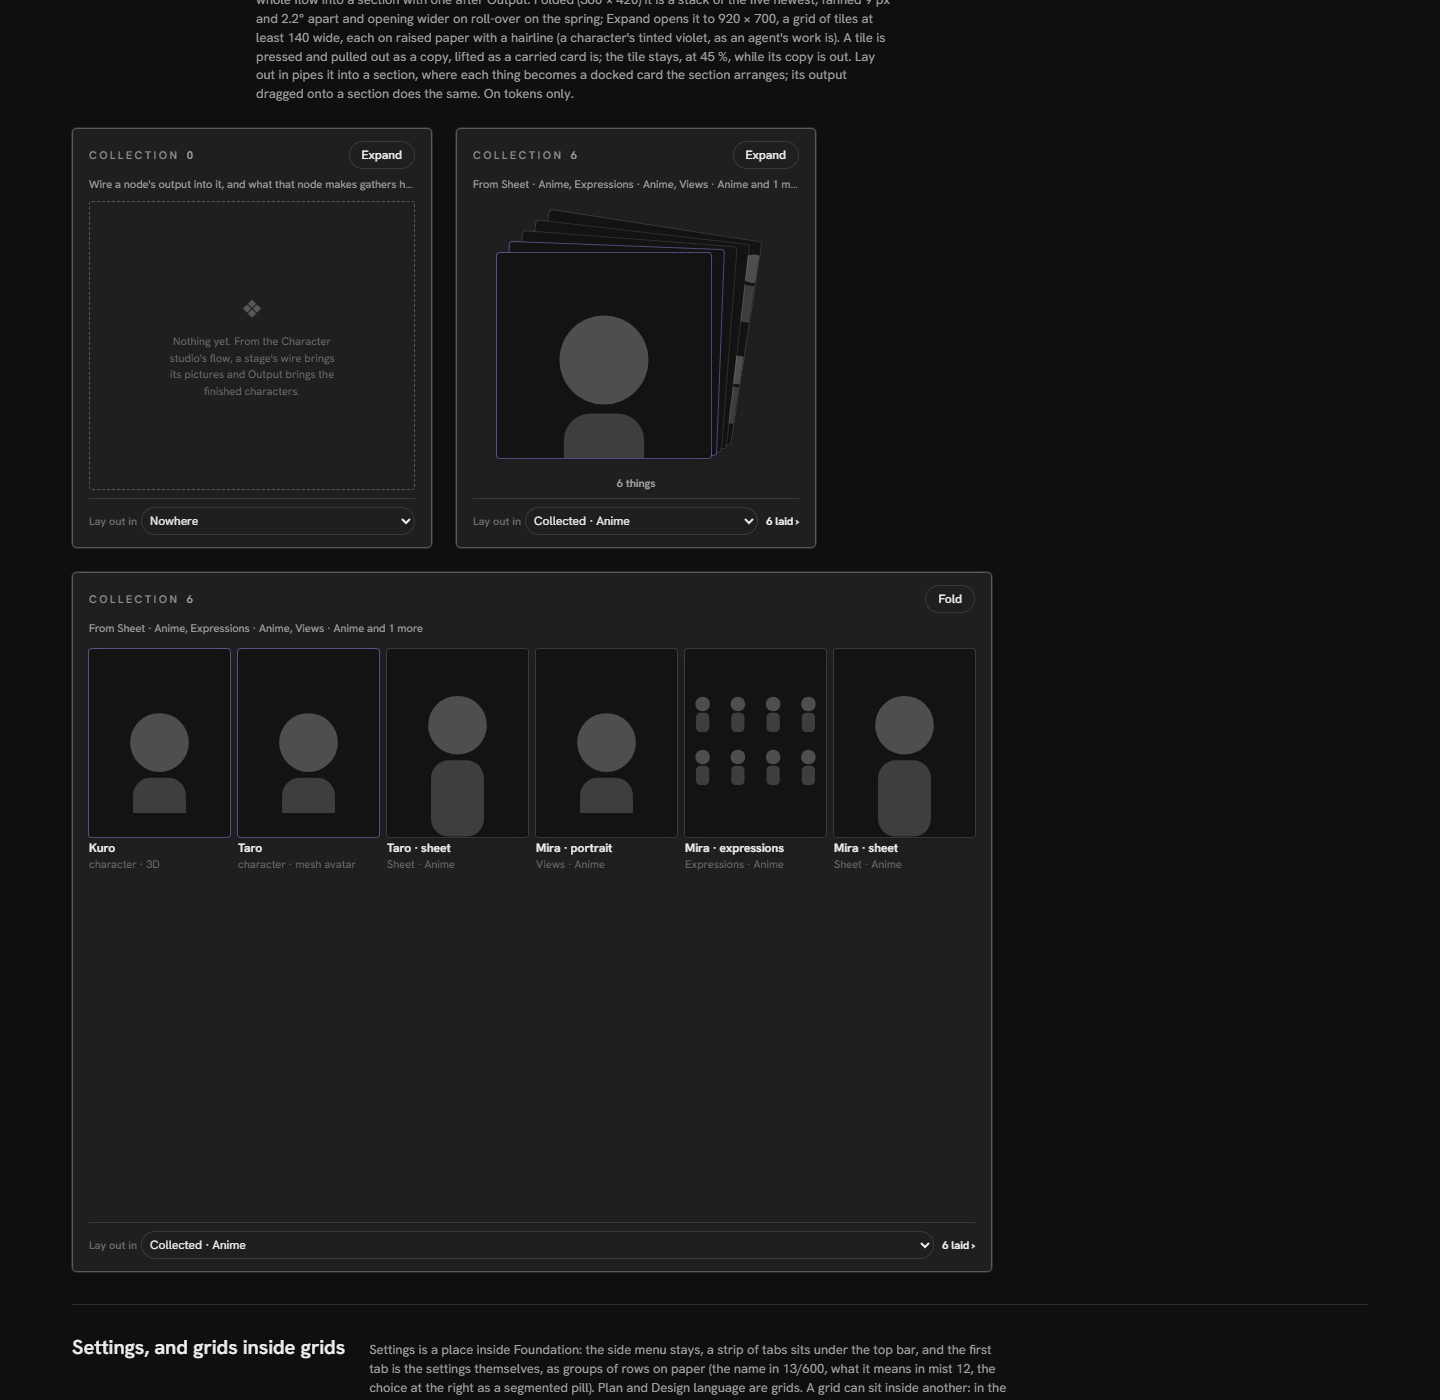 and 2.2° apart and opening wider on roll-over on the spring; Expand opens it to 920 × 700, a grid of tiles at
least 140 wide, each on raised paper with a hairline (a character's tinted violet, as an agent's work is). A tile is
pressed and pulled out as a copy, lifted as a carried card is; the tile stays, at 45 %, while its copy is out. Lay
out in pipes it into a section, where each thing becomes a docked card the section arranges; its output
dragged onto a section does the same. On tokens only.
COLLECTION 0
Expand
Wire a node's output into it, and what that node makes gathers h...
❖
Nothing yet. From the Character
studio's flow, a stage's wire brings
its pictures and Output brings the
finished characters.
Lay out in Nowhere
COLLECTION 6
Expand
From Sheet · Anime, Expressions · Anime, Views · Anime and 1 m...
6 things
Lay out in Collected · Anime 6 laid ›
COLLECTION 6
Fold
From Sheet · Anime, Expressions · Anime, Views · Anime and 1 more
Kuro
character · 3D
Taro
character · mesh avatar
Taro · sheet
Sheet · Anime
Mira · portrait
Views · Anime
Mira · expressions
Expressions · Anime
Mira · sheet
Sheet · Anime
Lay out in Collected · Anime 6 laid ›
Settings, and grids inside grids
Settings is a place inside Foundation: the side menu stays, a strip of tabs sits under the top bar, and the first
tab is the settings themselves, as groups of rows on paper (the name in 13/600, what it means in mist 12, the
choice at the right as a segmented pill). Plan and Design language are grids. A grid can sit inside another: in the